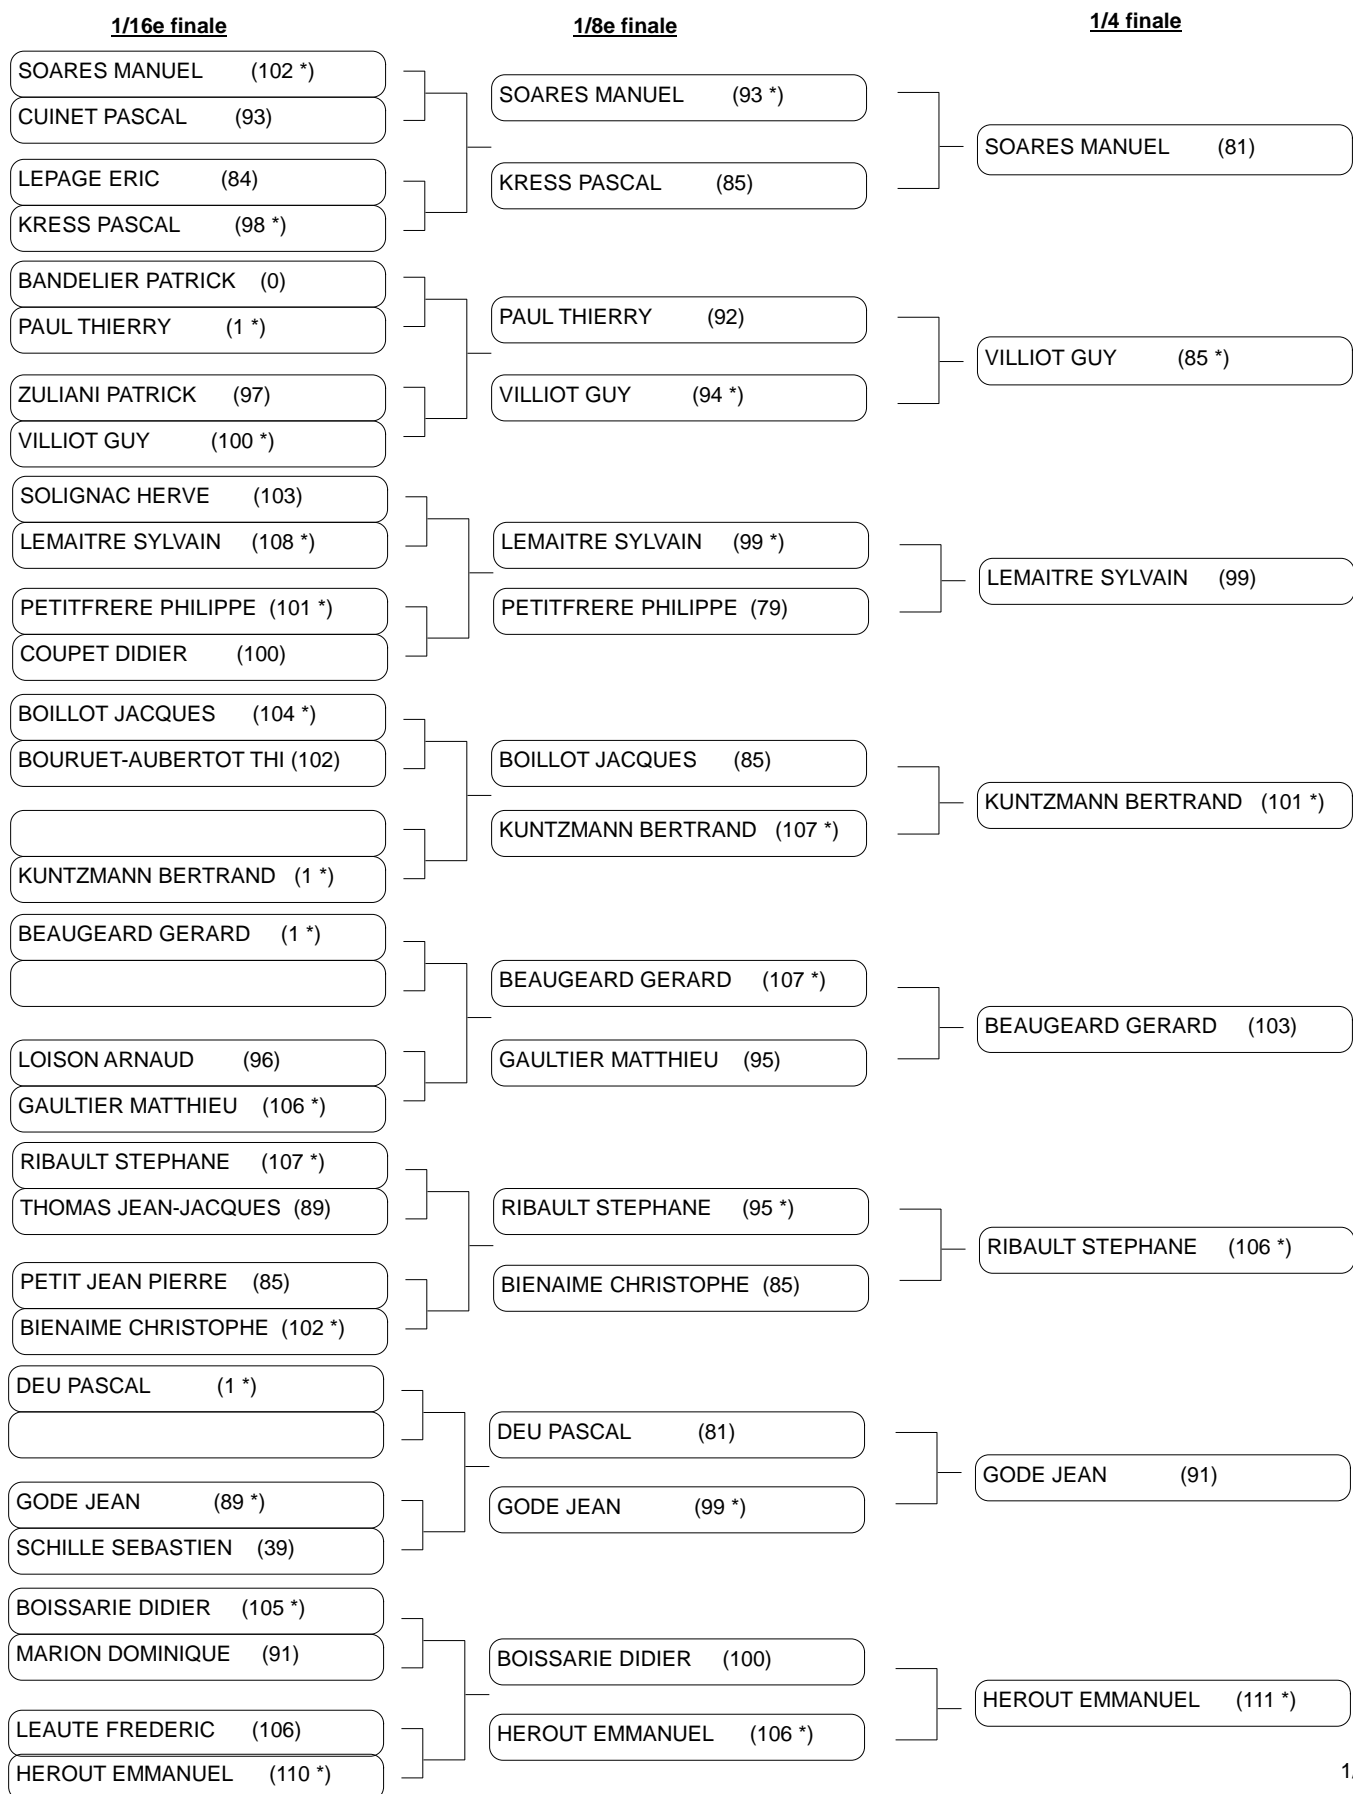 1/16e finale
SOARES MANUEL (102 *)
CUINET PASCAL (93)
LEPAGE ERIC (84)
KRESS PASCAL (98 *)
BANDELIER PATRICK (0)
PAUL THIERRY (1 *)
ZULIANI PATRICK (97)
VILLIOT GUY (100 *)
SOLIGNAC HERVE (103)
LEMAITRE SYLVAIN (108 *)
PETITFRERE PHILIPPE (101 *)
COUPET DIDIER (100)
BOILLOT JACQUES (104 *)
BOURUET-AUBERTOT THI (102)
KUNTZMANN BERTRAND (1 *)
BEAUGEARD GERARD (1 *)
LOISON ARNAUD (96)
GAULTIER MATTHIEU (106 *)
RIBAULT STEPHANE (107 *)
THOMAS JEAN-JACQUES (89)
PETIT JEAN PIERRE (85)
BIENAIME CHRISTOPHE (102 *)
DEU PASCAL (1 *)
GODE JEAN (89 *)
SCHILLE SEBASTIEN (39)
BOISSARIE DIDIER (105 *)
MARION DOMINIQUE (91)
LEAUTE FREDERIC (106)
HEROUT EMMANUEL (110 *)
1/8e finale
SOARES MANUEL (93 *)
KRESS PASCAL (85)
PAUL THIERRY (92)
VILLIOT GUY (94 *)
LEMAITRE SYLVAIN (99 *)
PETITFRERE PHILIPPE (79)
BOILLOT JACQUES (85)
KUNTZMANN BERTRAND (107 *)
BEAUGEARD GERARD (107 *)
GAULTIER MATTHIEU (95)
RIBAULT STEPHANE (95 *)
BIENAIME CHRISTOPHE (85)
DEU PASCAL (81)
GODE JEAN (99 *)
BOISSARIE DIDIER (100)
HEROUT EMMANUEL (106 *)
1/4 finale
SOARES MANUEL (81)
VILLIOT GUY (85 *)
LEMAITRE SYLVAIN (99)
KUNTZMANN BERTRAND (101 *)
BEAUGEARD GERARD (103)
RIBAULT STEPHANE (106 *)
GODE JEAN (91)
HEROUT EMMANUEL (111 *)
1/